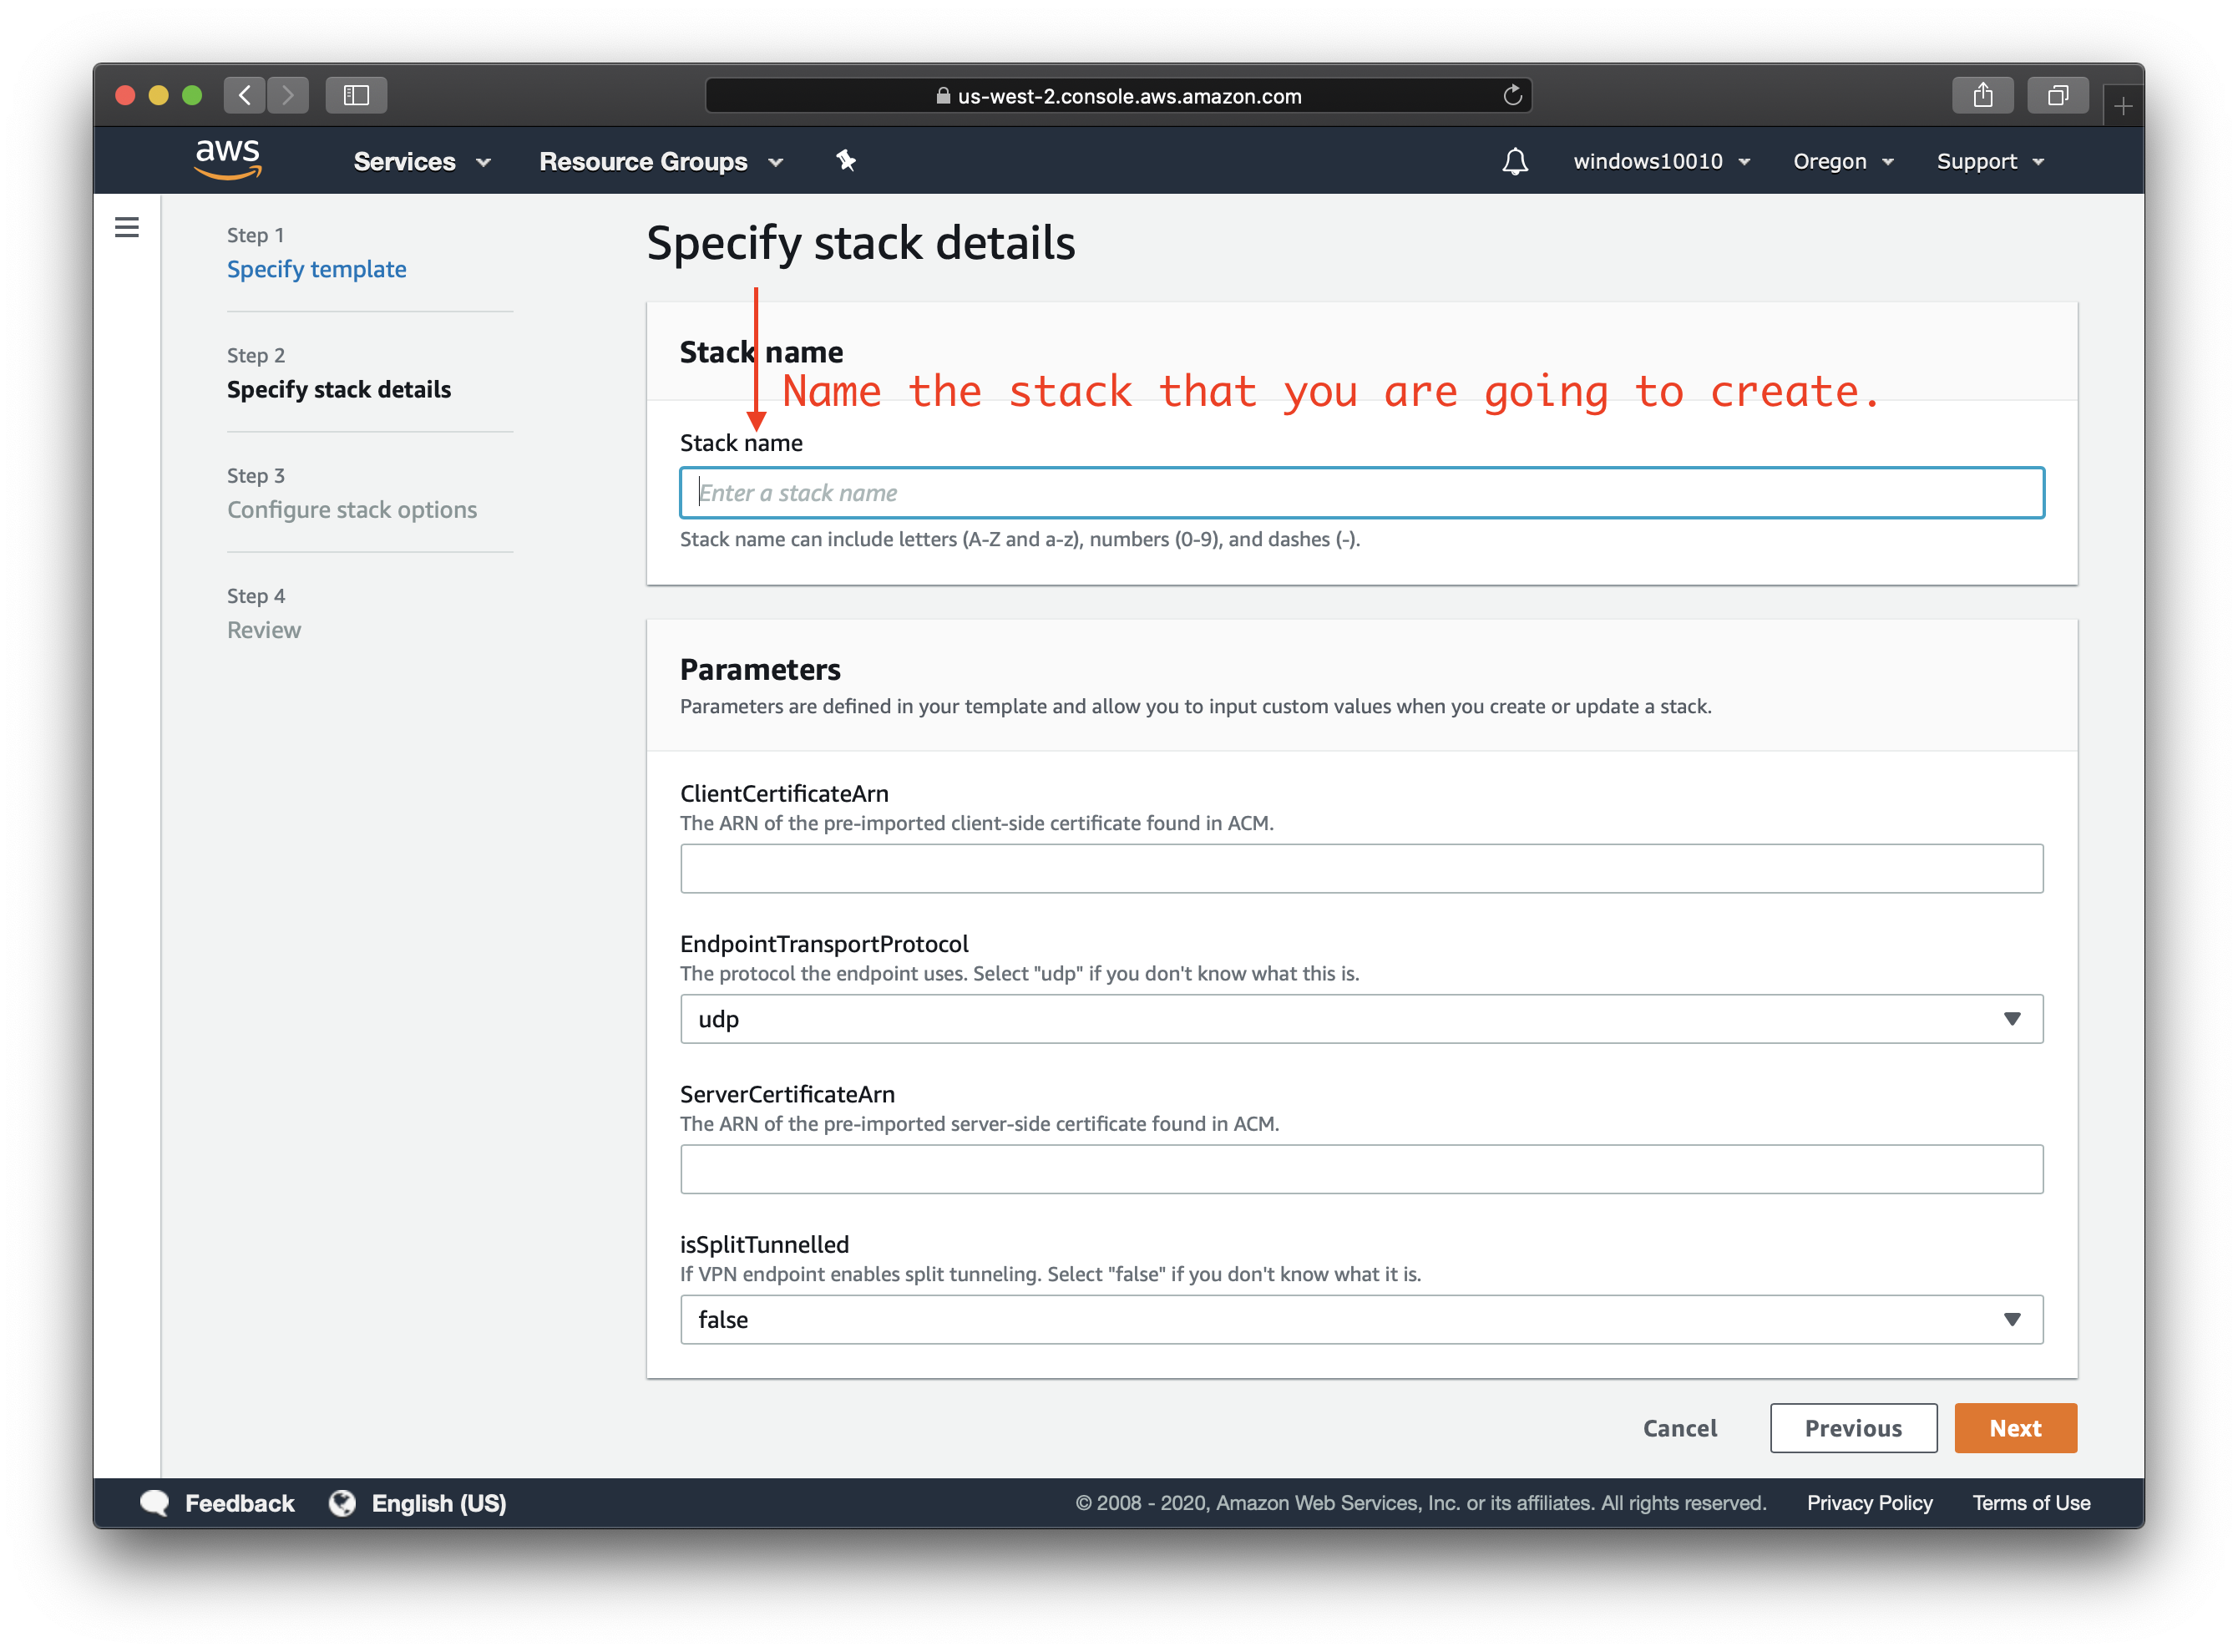 us-west-2.console.aws.amazon.com
aws Services Resource Groups windows10010 Oregon Support
Step 1
Specify template
Step 2
Specify stack details
Step 3
Configure stack options
Step 4
Review
Specify stack details
Stack name
Name the stack that you are going to create.
Stack name
Enter a stack name
Stack name can include letters (A-Z and a-z), numbers (0-9), and dashes (-).
Parameters
Parameters are defined in your template and allow you to input custom values when you create or update a stack.
ClientCertificateArn
The ARN of the pre-imported client-side certificate found in ACM.
EndpointTransportProtocol
The protocol the endpoint uses. Select "udp" if you don't know what this is.
udp
ServerCertificateArn
The ARN of the pre-imported server-side certificate found in ACM.
isSplitTunnelled
If VPN endpoint enables split tunneling. Select "false" if you don't know what it is.
false
Cancel Previous Next
Feedback English (US) © 2008 - 2020, Amazon Web Services, Inc. or its affiliates. All rights reserved. Privacy Policy Terms of Use